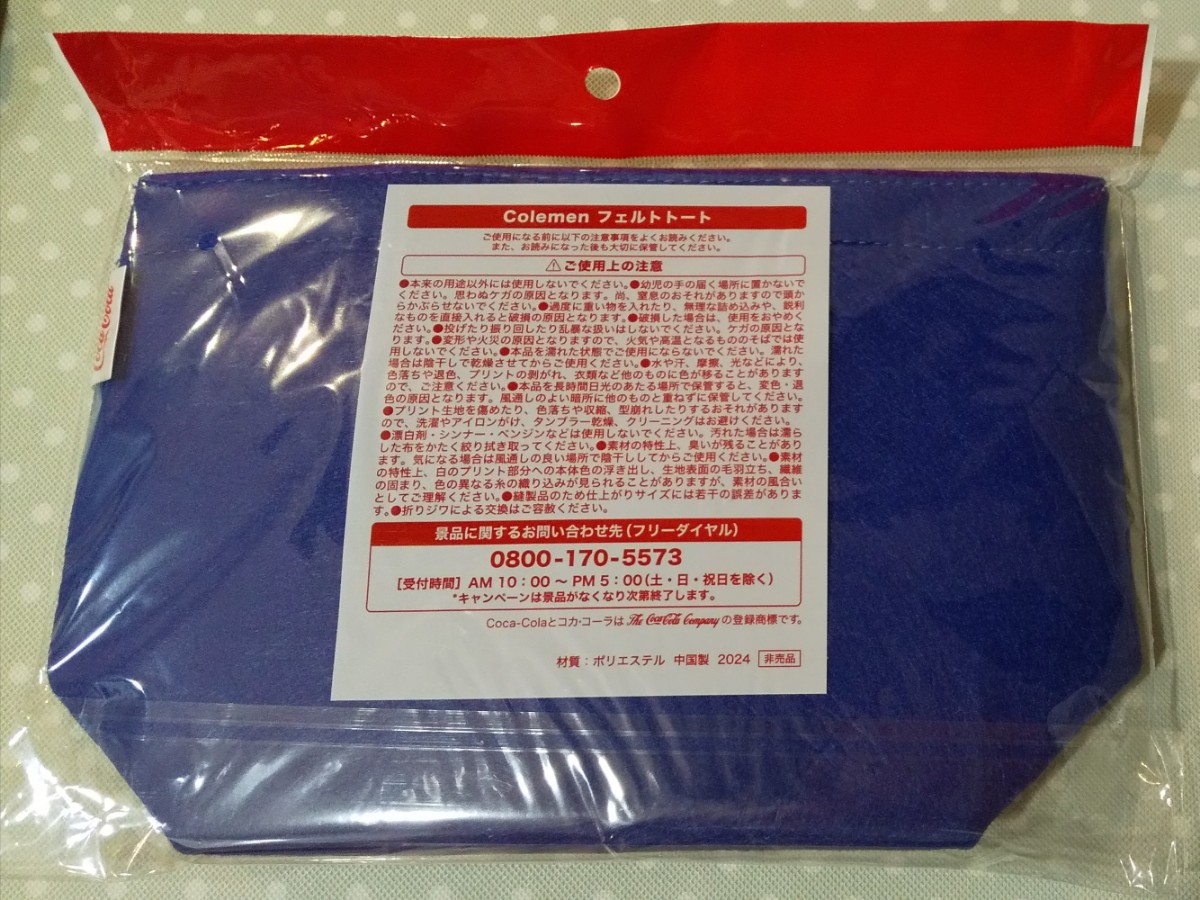 Colemen フェルトトート
ご使用になる前に以下の注意事項をよくお読みください。
また、お読みになった後も大切に保管してください。
⚠ご使用上の注意
●本来の用途以外には使用しないでください。●幼児の手の届く場所に置かないで
ください。思わぬケガの原因となります。尚、窒息のおそれがありますので頭か
らかぶらせないでください。●過度に重い物を入れたり、無理な詰め込みや、鋭利
なものを直接入れると破損の原因となります。●破損した場合は、使用をおやめく
ださい。●投げたり振り回したり乱暴な扱いはしないでください。ケガの原因とな
ります。●変形や火災の原因となりますので、火気や高温となるもののそばでは使
用しないでください。●本品を濡れた状態でご使用にならないでください。濡れた
場合は陰干しで乾燥させてからご使用ください。●水や汗、摩擦、光などにより、
色落ちや退色、プリントの剥がれ、衣類など他のものに色が移ることがあります
ので、ご注意ください。●本品を長時間日光のあたる場所で保管すると、変色・退
色の原因となります。風通しのよい暗所に他のものと重ねずに保管してください。
●プリント生地を傷めたり、色落ちや収縮、型崩れしたりするおそれがあります
ので、洗濯やアイロンがけ、タンブラー乾燥、クリーニングはお避けください。
●漂白剤・シンナー・ベンジンなどは使用しないでください。汚れた場合は濡ら
した布をかたく絞り拭き取ってください。●素材の特性上、臭いが残ることがあり
ます。気になる場合は風通しの良い場所で陰干ししてからご使用ください。●素材
の特性上、白のプリント部分への本体色の浮き出し、生地表面の毛羽立ち、繊維
の固まり、色の異なる糸の織り込みが見られることがありますが、素材の風合い
としてご理解ください。●縫製品のため仕上がりサイズには若干の誤差がありま
す。●折りジワによる交換はご容赦ください。
景品に関するお問い合わせ先(フリーダイヤル)
0800-170-5573
[受付時間] AM 10:00 〜 PM 5:00(土・日・祝日を除く)
*キャンペーンは景品がなくなり次第終了します。
Coca-Colaとコカ・コーラは The Coca-Cola Company の登録商標です。
材質:ポリエステル 中国製 2024 非売品
Coca-Cola